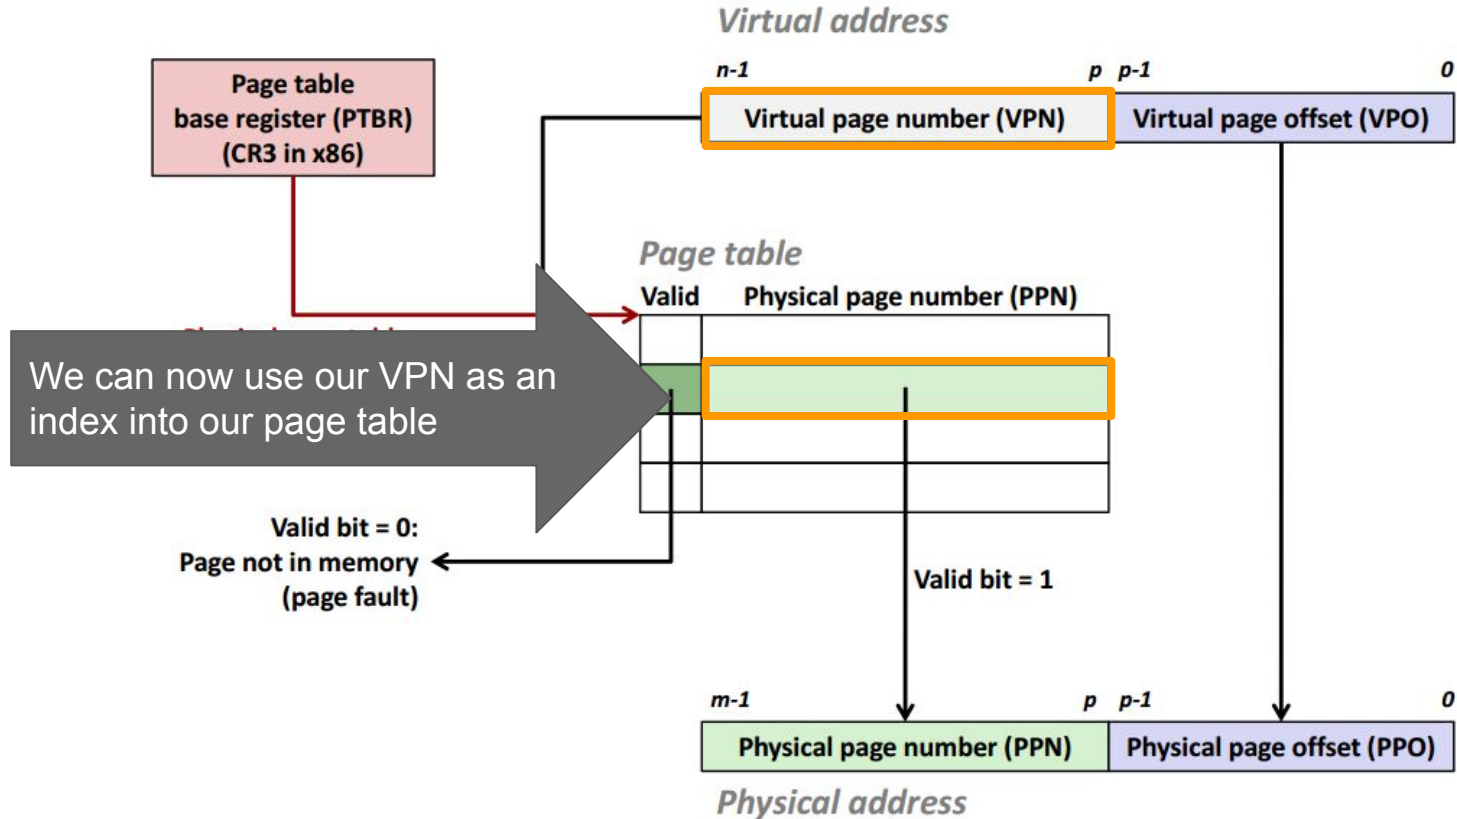 Virtual address
n-1 p p-1 0
Virtual page number (VPN) Virtual page offset (VPO)
Page table
base register (PTBR)
(CR3 in x86)
Page table
Valid Physical page number (PPN)
We can now use our VPN as an
index into our page table
Valid bit = 0:
Page not in memory
(page fault)
Valid bit = 1
m-1 p p-1 0
Physical page number (PPN) Physical page offset (PPO)
Physical address